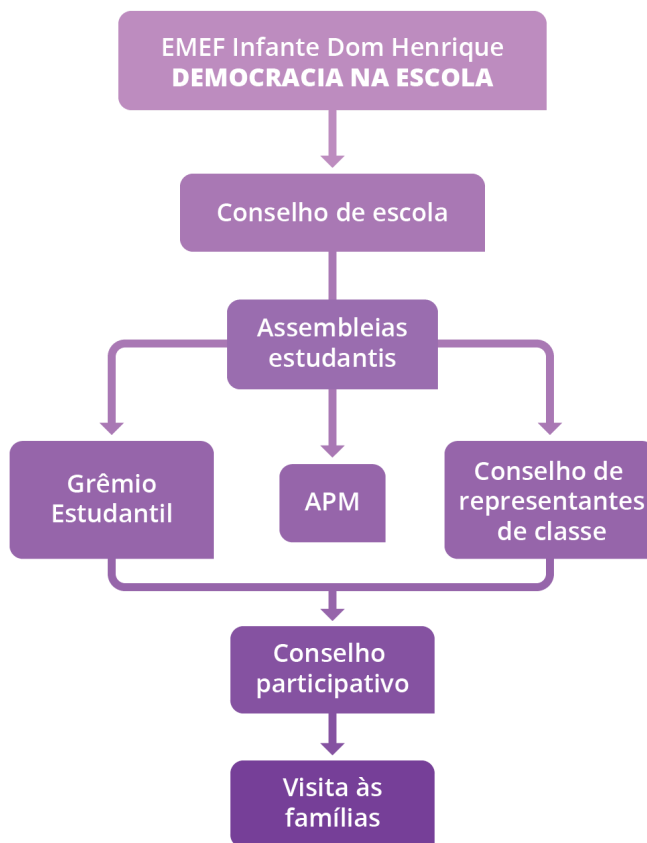 EMEF Infante Dom Henrique
DEMOCRACIA NA ESCOLA
Conselho de escola
Assembleias
estudantis
Grêmio
Estudantil
APM
Conselho de
representantes
de classe
Conselho
participativo
Visita às
famílias